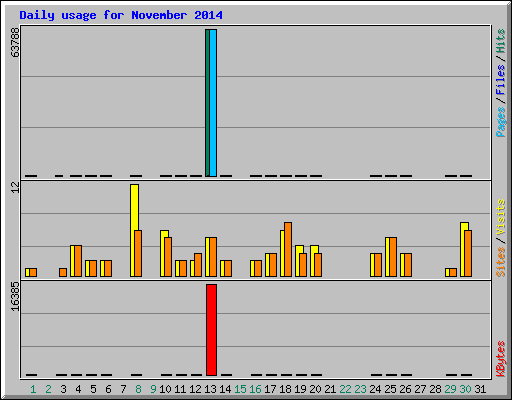 Daily usage for November 2014
63788
Pages / Files / Hits
12
Sites / Visits
16385
KBytes
1 2 3 4 5 6 7 8 9 10 11 12 13 14 15 16 17 18 19 20 21 22 23 24 25 26 27 28 29 30 31